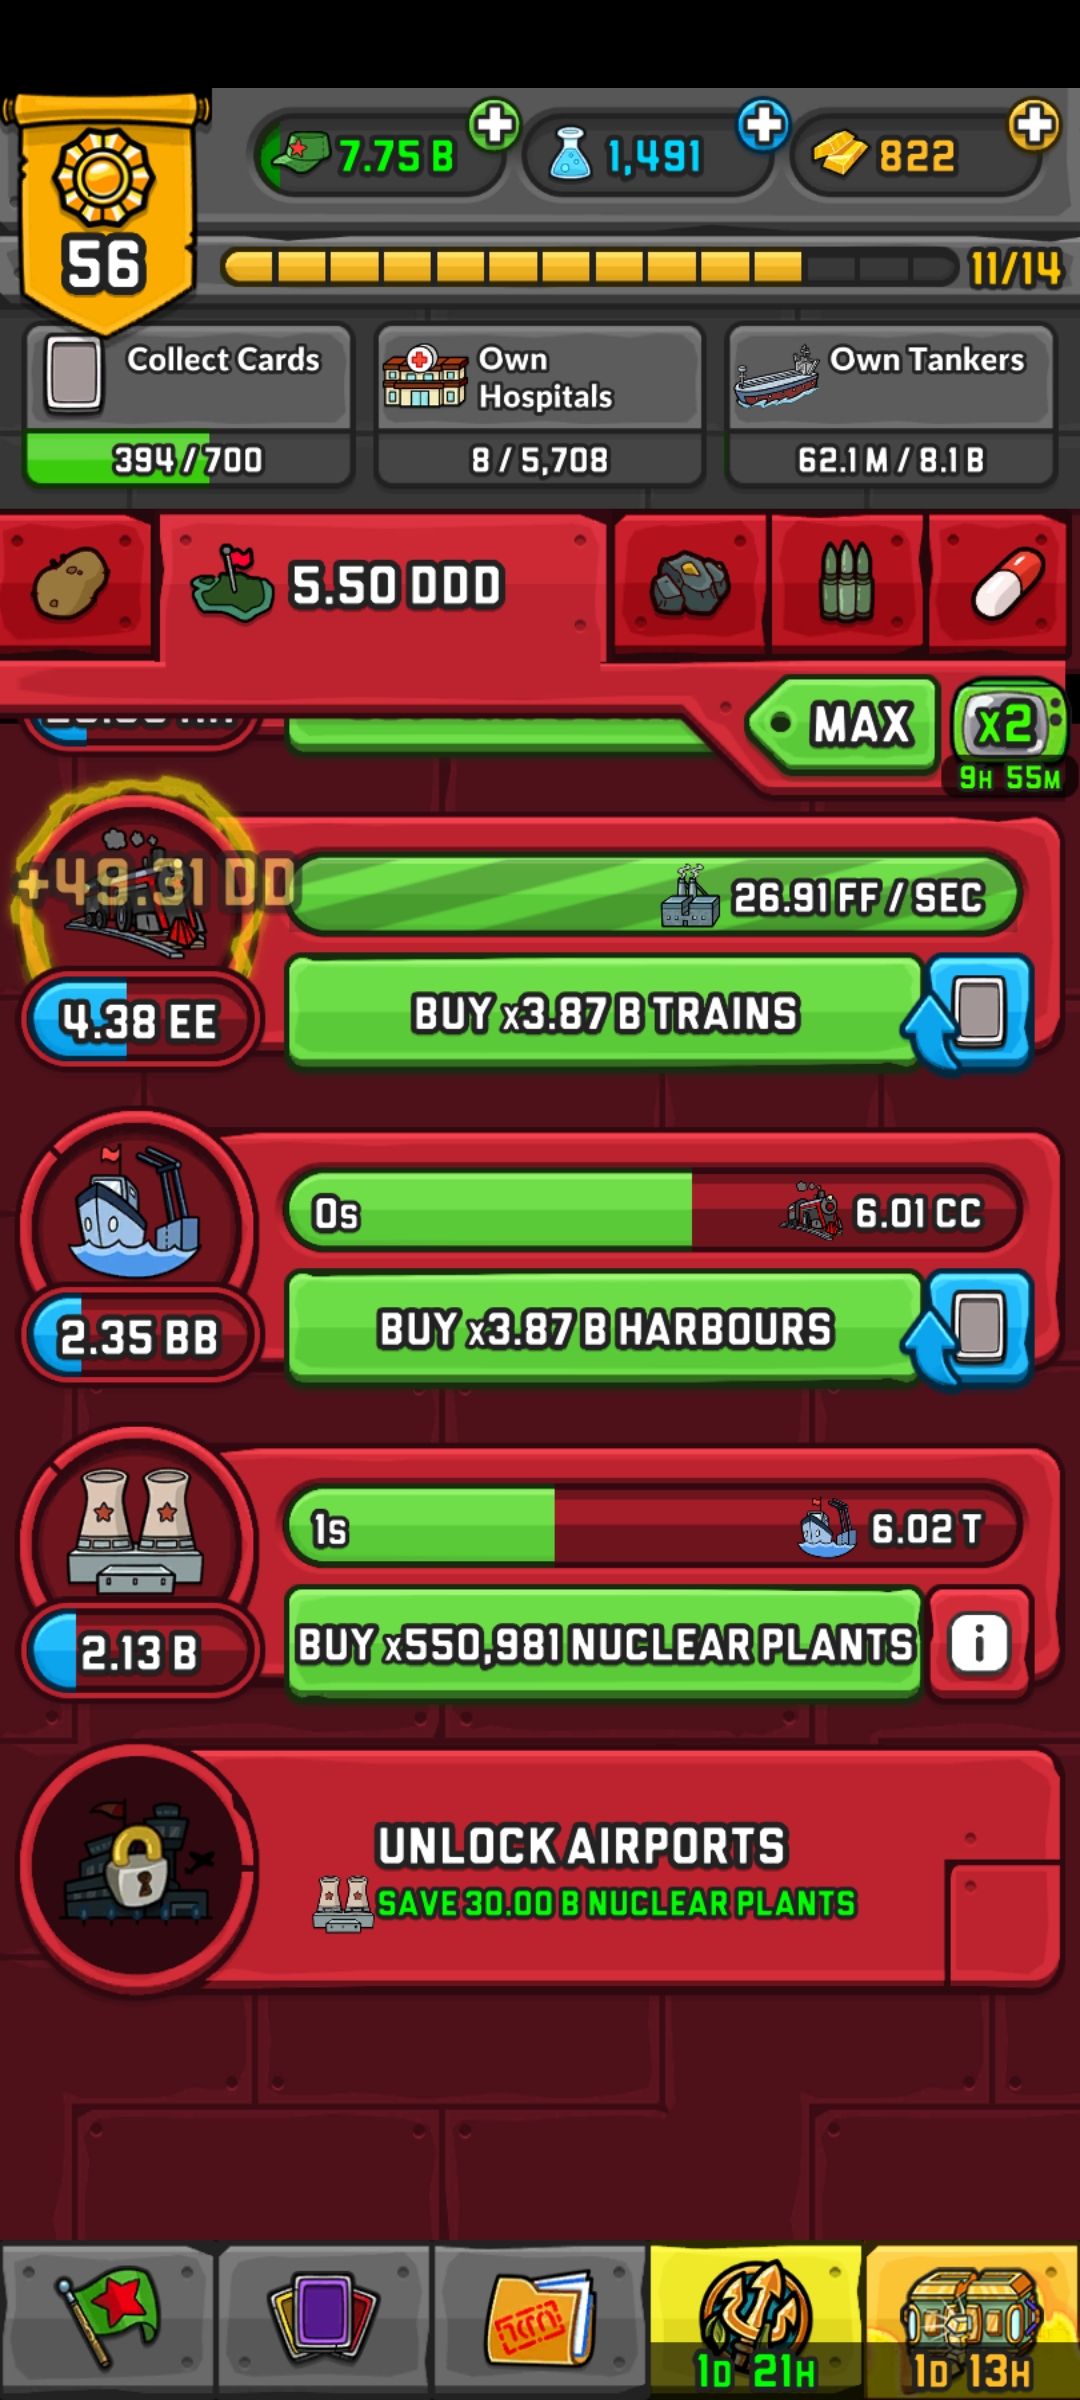 56
7.75 B
1,491
822
11/14
Collect Cards
394 / 700
Own
Hospitals
8 / 5,708
Own Tankers
62.1 M / 8.1 B
5.50 DDD
MAX
x2
9H 55M
+49.31 DD
26.91 FF / SEC
4.38 EE
BUY x3.87 B TRAINS
0s
6.01 CC
2.35 BB
BUY x3.87 B HARBOURS
1s
6.02 T
2.13 B
BUY x550,981 NUCLEAR PLANTS
i
UNLOCK AIRPORTS
SAVE 30.00 B NUCLEAR PLANTS
1D 21H
1D 13H